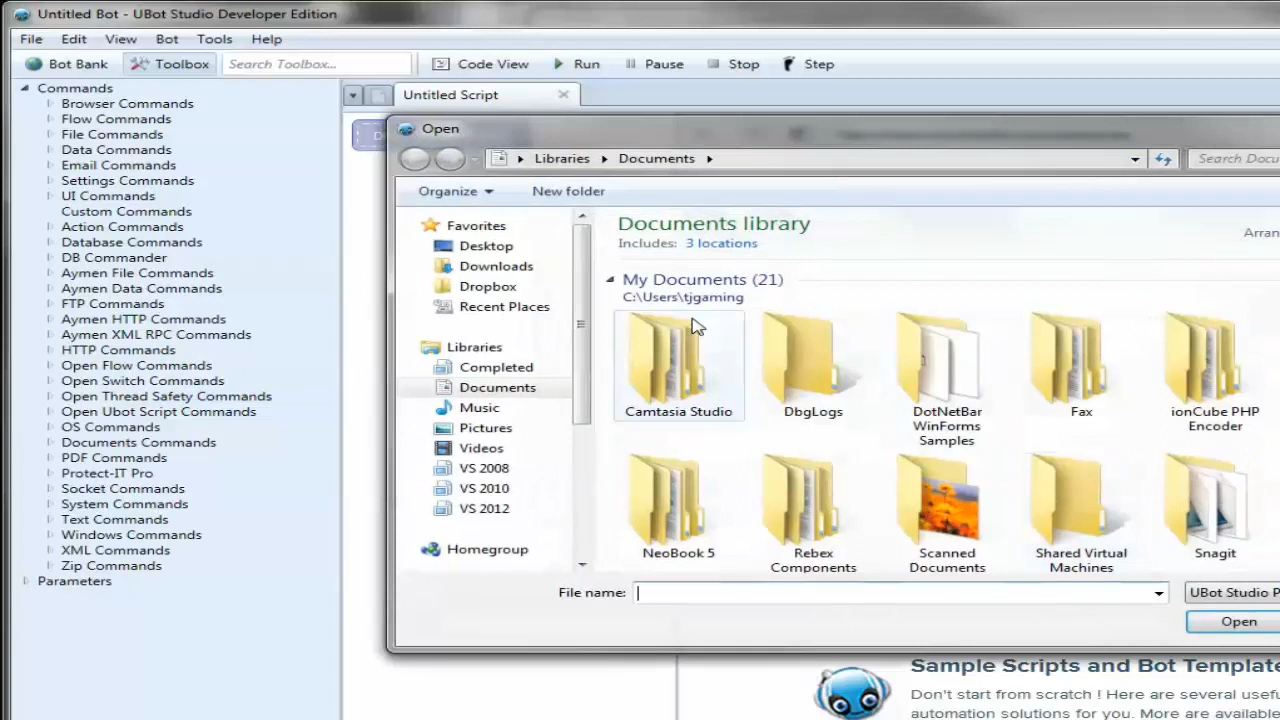 Untitled Bot - UBot Studio Developer Edition
File Edit View Bot Tools Help
Bot Bank Toolbox Search Toolbox... Code View Run Pause Stop Step
Commands
Browser Commands
Flow Commands
File Commands
Data Commands
Email Commands
Settings Commands
UI Commands
Custom Commands
Action Commands
Database Commands
DB Commander
Aymen File Commands
Aymen Data Commands
FTP Commands
Aymen HTTP Commands
Aymen XML RPC Commands
HTTP Commands
Open Flow Commands
Open Switch Commands
Open Thread Safety Commands
Open Ubot Script Commands
OS Commands
Documents Commands
PDF Commands
Protect-IT Pro
Socket Commands
System Commands
Text Commands
Windows Commands
XML Commands
Zip Commands
Parameters
Untitled Script
Open
Libraries Documents
Search Docu
Organize New folder
Favorites
Desktop
Downloads
Dropbox
Recent Places
Libraries
Completed
Documents
Music
Pictures
Videos
VS 2008
VS 2010
VS 2012
Homegroup
Documents library
Includes: 3 locations
Arran
My Documents (21)
C:\Users\tjgaming
Camtasia Studio
DbgLogs
DotNetBar
WinForms
Samples
Fax
ionCube PHP
Encoder
NeoBook 5
Rebex
Components
Scanned
Documents
Shared Virtual
Machines
Snagit
File name:
UBot Studio P
Open
Sample Scripts and Bot Template
Don't start from scratch ! Here are several usefu
automation solutions for you. More are available